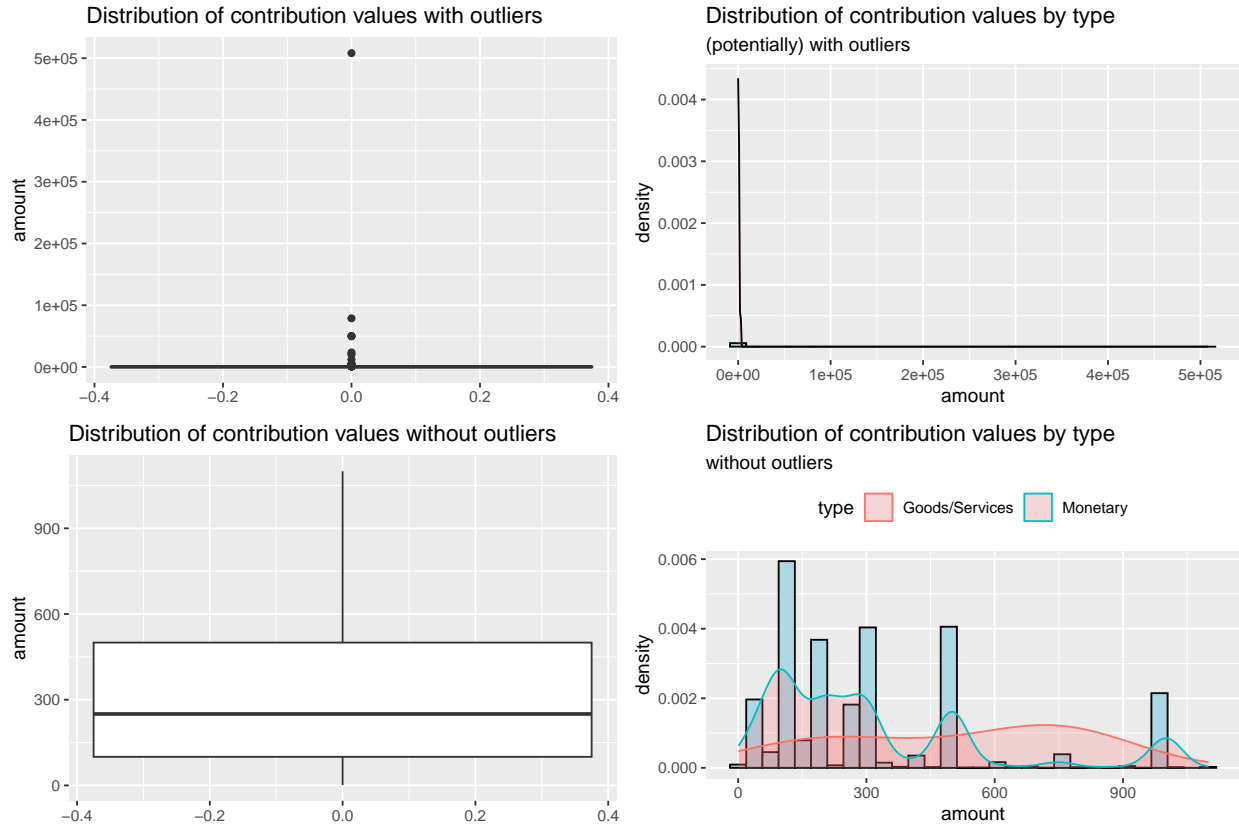 Distribution of contribution values with outliers
amount
5e+05
4e+05
3e+05
2e+05
1e+05
0e+00
−0.4 −0.2 0.0 0.2 0.4
Distribution of contribution values by type
(potentially) with outliers
density
0.004
0.003
0.002
0.001
0.000
0e+00 1e+05 2e+05 3e+05 4e+05 5e+05
amount
Distribution of contribution values without outliers
amount
900
600
300
0
−0.4 −0.2 0.0 0.2 0.4
Distribution of contribution values by type
without outliers
type Goods/Services Monetary
density
0.006
0.004
0.002
0.000
0 300 600 900
amount